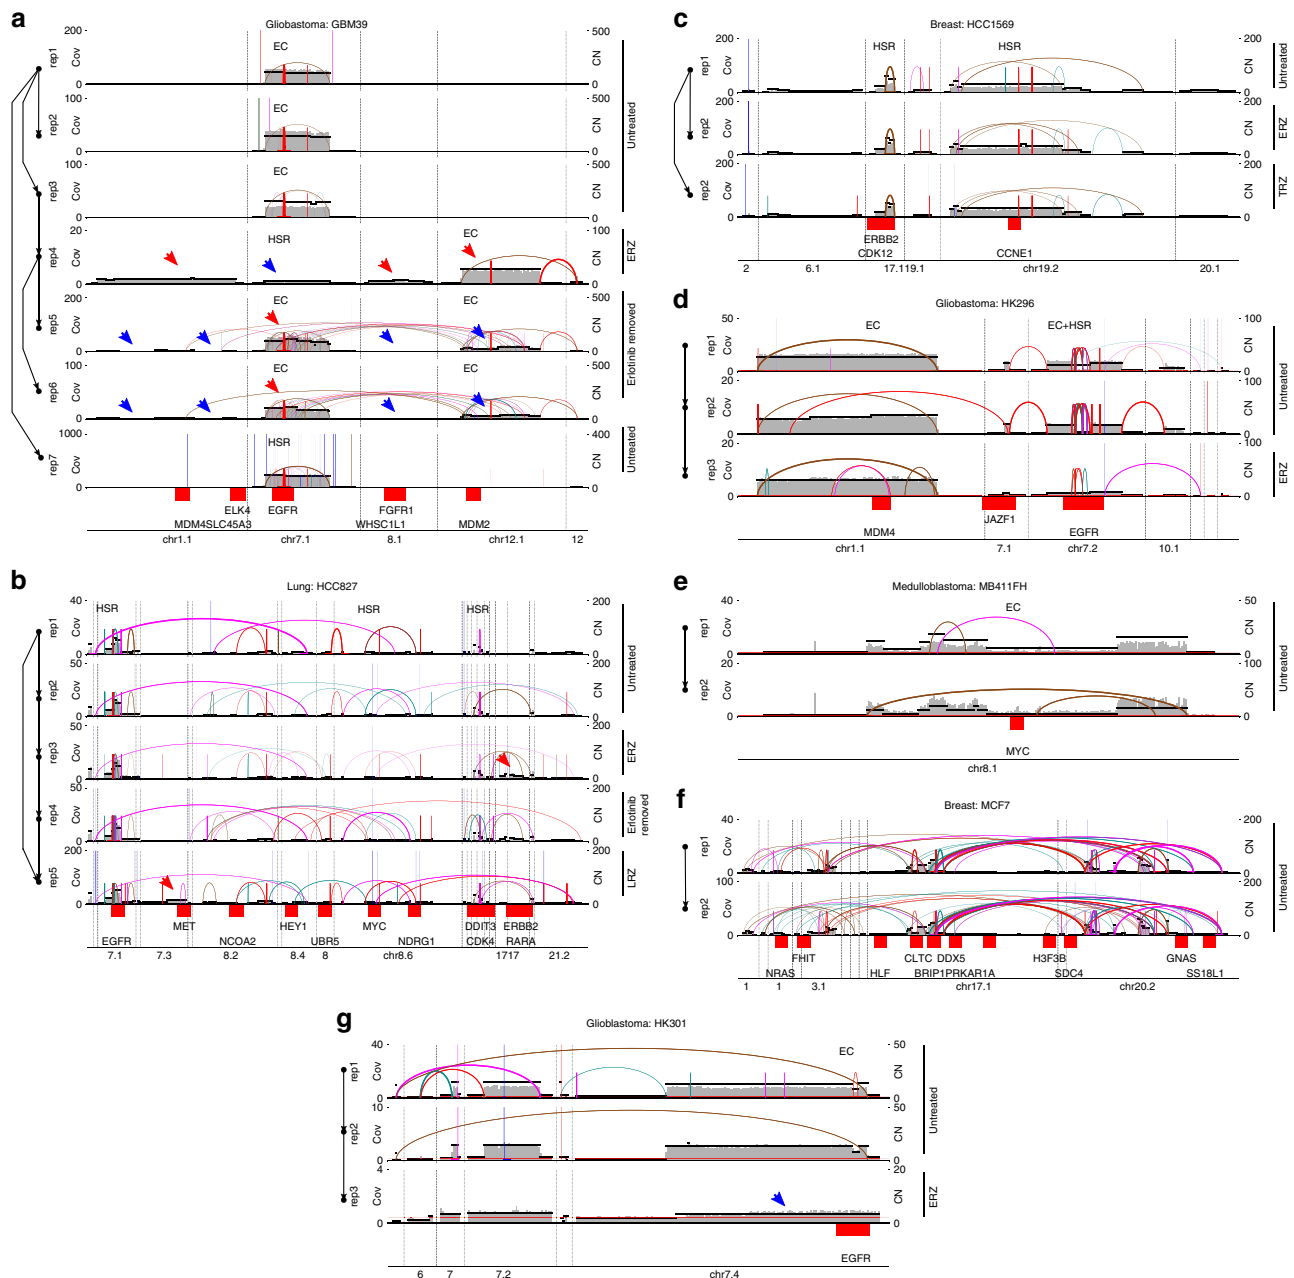 a
Gliobastoma: GBM39
200 500
rep1 Cov EC CN
0 0
100 500
rep2 Cov EC CN Untreated
0 0
100 500
rep3 Cov EC CN
0 0
20 100
rep4 Cov HSR EC CN ERZ
0 0
200 500
rep5 Cov EC EC CN Erlotinib removed
0 0
200 500
rep6 Cov EC EC CN
0 0
1000 400
rep7 Cov HSR CN Untreated
0 0
ELK4 EGFR FGFR1
MDM4SLC45A3 WHSC1L1 MDM2
chr1.1 chr7.1 8.1 chr12.1 12
b
Lung: HCC827
40 200
rep1 Cov HSR HSR HSR CN Untreated
0 0
50 200
rep2 Cov CN
0 0
50 200
rep3 Cov CN ERZ
0 0
50 200
rep4 Cov CN Erlotinib removed
0 0
50 200
rep5 Cov CN LRZ
0 0
MET HEY1 MYC DDIT3 ERBB2
EGFR NCOA2 UBR5 NDRG1 CDK4 RARA
7.1 7.3 8.2 8.4 8 chr8.6 1717 21.2
c
Breast: HCC1569
200 200
rep1 Cov HSR HSR CN Untreated
0 0
200 200
rep2 Cov CN ERZ
0 0
200 200
rep2 Cov CN TRZ
0 0
ERBB2
CDK12 CCNE1
2 6.1 17.119.1 chr19.2 20.1
d
Gliobastoma: HK296
50 100
rep1 Cov EC EC+HSR CN Untreated
0 0
20 100
rep2 Cov CN
0 0
20 100
rep3 Cov CN ERZ
0 0
JAZF1
MDM4 EGFR
chr1.1 7.1 chr7.2 10.1
e
Medulloblastoma: MB411FH
40 50
rep1 Cov EC CN Untreated
0 0
20 100
rep2 Cov CN
0 0
MYC
chr8.1
f
Breast: MCF7
40 200
rep1 Cov CN Untreated
0 0
100 200
rep2 Cov CN
0 0
FHIT CLTC DDX5 H3F3B GNAS
NRAS HLF BRIP1PRKAR1A SDC4 SS18L1
1 1 3.1 chr17.1 chr20.2
g
Glioblastoma: HK301
40 50
rep1 Cov EC CN Untreated
0 0
10 50
rep2 Cov CN
0 0
4 20
rep3 Cov CN ERZ
0 0
EGFR
6 7 7.2 chr7.4